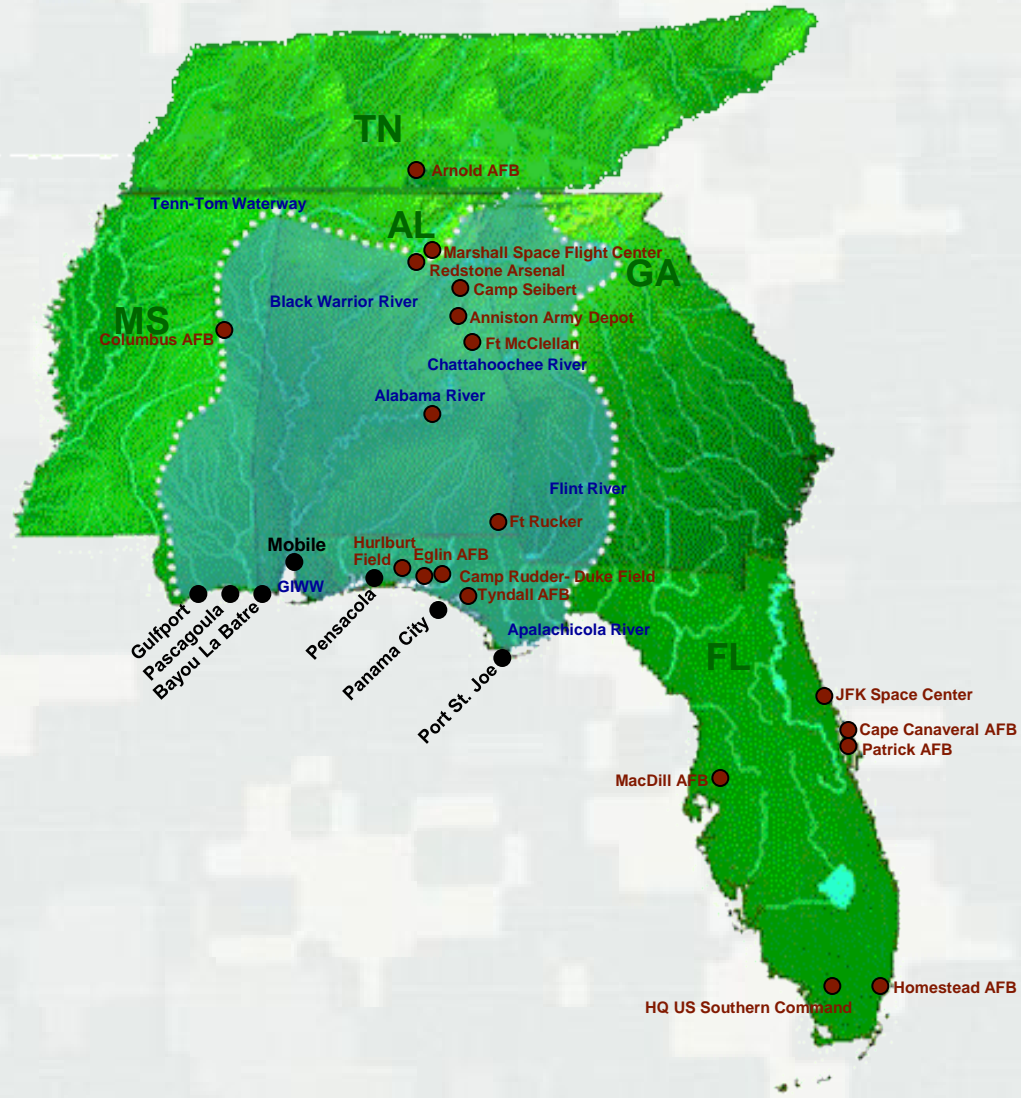 TN
Arnold AFB
Tenn-Tom Waterway
AL
Marshall Space Flight Center
Redstone Arsenal
GA
Camp Seibert
Black Warrior River
MS
Anniston Army Depot
Columbus AFB
Ft McClellan
Chattahoochee River
Alabama River
Flint River
Ft Rucker
Mobile
Hurlburt
Field
Eglin AFB
Camp Rudder- Duke Field
GIWW
Tyndall AFB
Gulfport
Pascagoula
Bayou La Batre
Pensacola
Panama City
Apalachicola River
Port St. Joe
FL
JFK Space Center
Cape Canaveral AFB
Patrick AFB
MacDill AFB
Homestead AFB
HQ US Southern Command